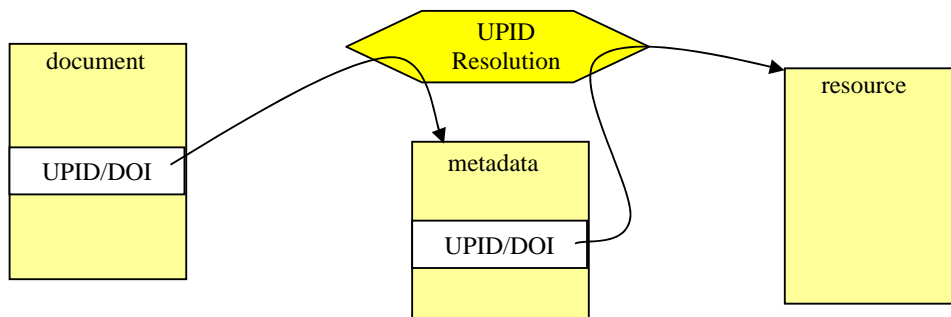 document
UPID/DOI
UPID
Resolution
metadata
UPID/DOI
resource